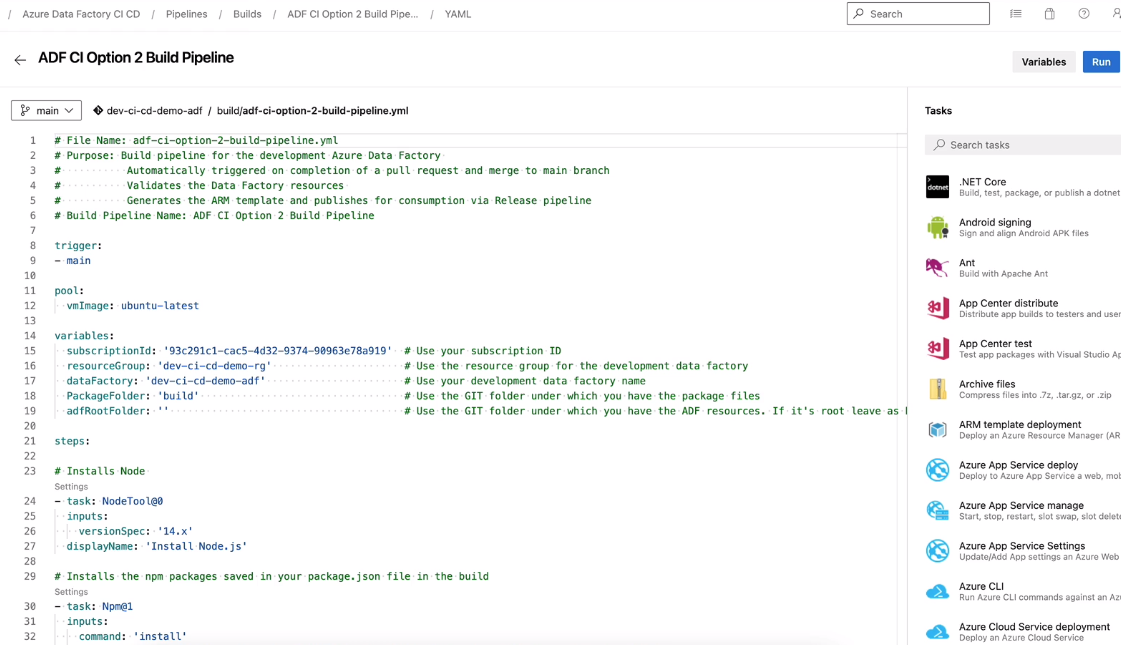 / Azure Data Factory CI CD / Pipelines / Builds / ADF CI Option 2 Build Pipe... / YAML
Search
ADF CI Option 2 Build Pipeline
Variables
Run
main
dev-ci-cd-demo-adf / build/adf-ci-option-2-build-pipeline.yml
1 # File Name: adf-ci-option-2-build-pipeline.yml
2 # Purpose: Build pipeline for the development Azure Data Factory
3 #           Automatically triggered on completion of a pull request and merge to main branch
4 #           Validates the Data Factory resources
5 #           Generates the ARM template and publishes for consumption via Release pipeline
6 # Build Pipeline Name: ADF CI Option 2 Build Pipeline
7
8 trigger:
9 - main
10
11 pool:
12   vmImage: ubuntu-latest
13
14 variables:
15   subscriptionId: '93c291c1-cac5-4d32-9374-90963e78a919'  # Use your subscription ID
16   resourceGroup: 'dev-ci-cd-demo-rg'                      # Use the resource group for the development data factory
17   dataFactory: 'dev-ci-cd-demo-adf'                       # Use your development data factory name
18   PackageFolder: 'build'                                  # Use the GIT folder under which you have the package files
19   adfRootFolder: ''                                       # Use the GIT folder under which you have the ADF resources. If it's root leave as
20
21 steps:
22
23 # Installs Node
Settings
24 - task: NodeTool@0
25   inputs:
26     versionSpec: '14.x'
27   displayName: 'Install Node.js'
28
29 # Installs the npm packages saved in your package.json file in the build
Settings
30 - task: Npm@1
31   inputs:
32     command: 'install'
Tasks
Search tasks
dotnet
.NET Core
Build, test, package, or publish a dotnet
Android signing
Sign and align Android APK files
Ant
Build with Apache Ant
App Center distribute
Distribute app builds to testers and user
App Center test
Test app packages with Visual Studio Ap
Archive files
Compress files into .7z, .tar.gz, or .zip
ARM template deployment
Deploy an Azure Resource Manager (AR
Azure App Service deploy
Deploy to Azure App Service a web, mob
Azure App Service manage
Start, stop, restart, slot swap, slot delete
Azure App Service Settings
Update/Add App settings an Azure Web
Azure CLI
Run Azure CLI commands against an Azu
Azure Cloud Service deployment
Deploy an Azure Cloud Service